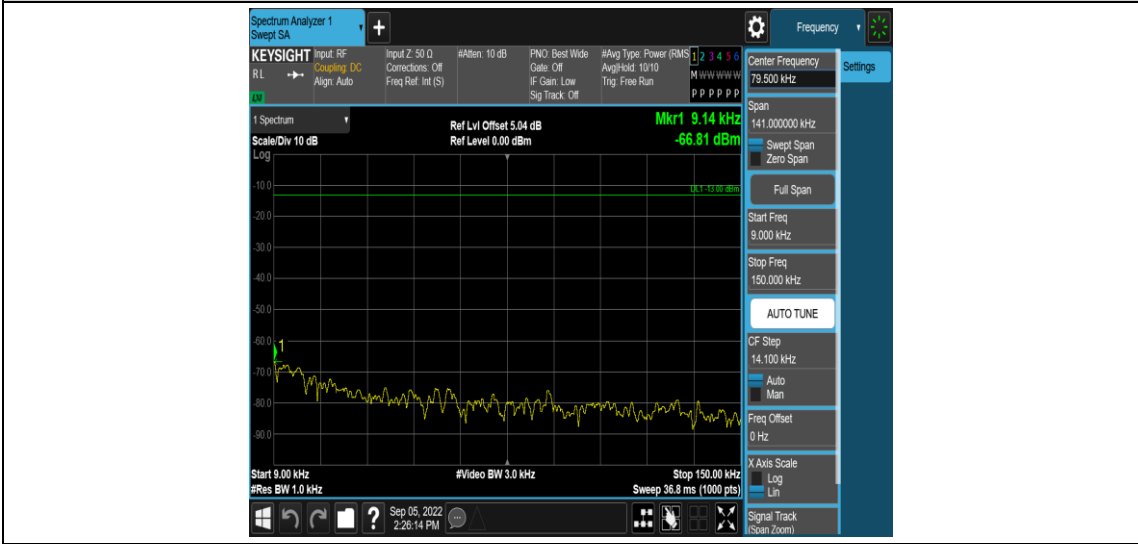 Spectrum Analyzer 1
Swept SA
+
Frequency
KEYSIGHT
RL
LXI
Input: RF
Coupling: DC
Align: Auto
Input Z: 50 Ω
Corrections: Off
Freq Ref: Int (S)
#Atten: 10 dB
PNO: Best Wide
Gate: Off
IF Gain: Low
Sig Track: Off
#Avg Type: Power (RMS
Avg|Hold: 10/10
Trig: Free Run
1 2 3 4 5 6
M W W W W W
P P P P P P
Center Frequency
79.500 kHz
Settings
Span
141.000000 kHz
Swept Span
Zero Span
Full Span
Start Freq
9.000 kHz
Stop Freq
150.000 kHz
AUTO TUNE
CF Step
14.100 kHz
Auto
Man
Freq Offset
0 Hz
X Axis Scale
Log
Lin
Signal Track
(Span Zoom)
1 Spectrum
Scale/Div 10 dB
Log
Ref Lvl Offset 5.04 dB
Ref Level 0.00 dBm
Mkr1 9.14 kHz
-66.81 dBm
DL1 -13.00 dBm
-10.0
-20.0
-30.0
-40.0
-50.0
-60.0
1
-70.0
-80.0
-90.0
Start 9.00 kHz
#Res BW 1.0 kHz
#Video BW 3.0 kHz
Stop 150.00 kHz
Sweep 36.8 ms (1000 pts)
?
Sep 05, 2022
2:26:14 PM